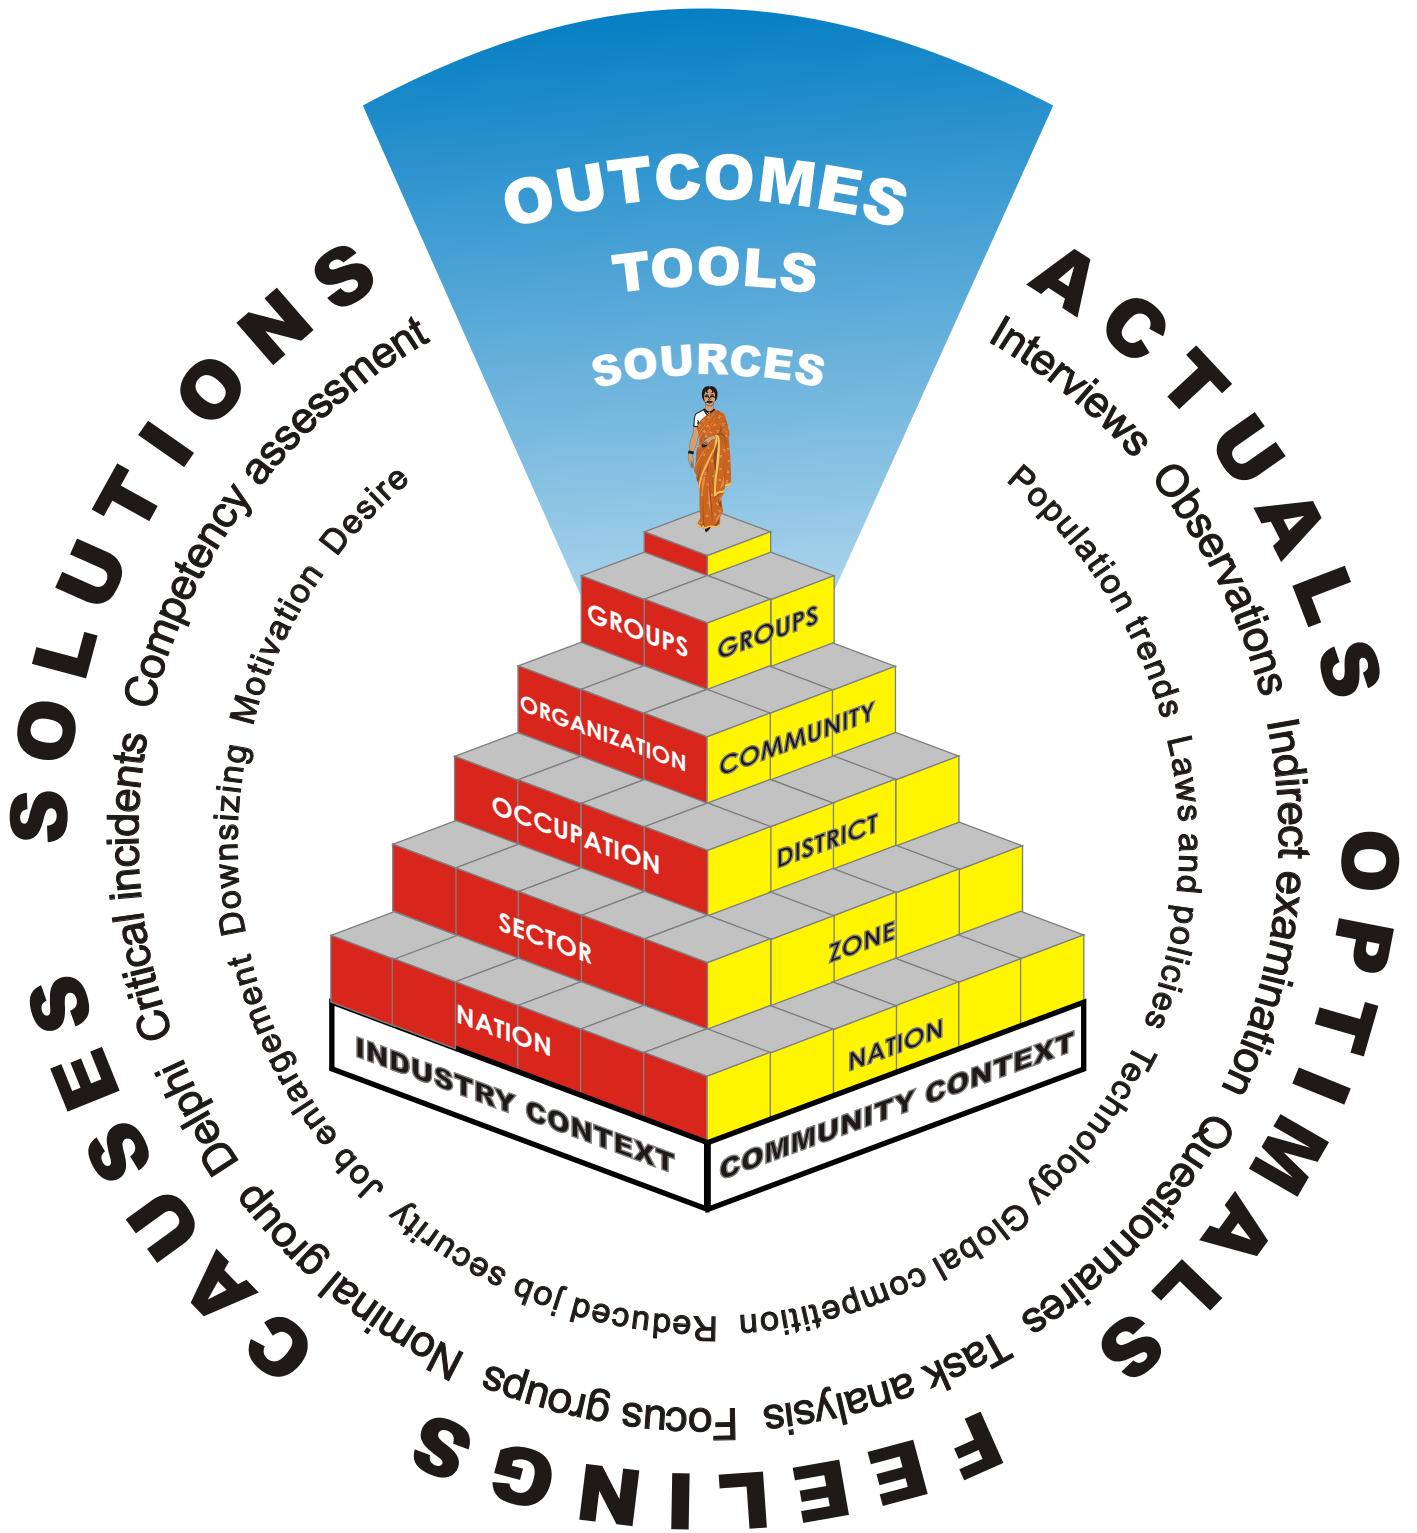 OUTCOMES
TOOLS
SOURCES
ACTUALS OPTIMALS FEELINGS CAUSES SOLUTIONS
Interviews Observations Indirect examination Questionnaires Task analysis Focus groups Nominal group Delphi Critical incidents Competency assessment
Population trends Laws and policies Technology Global competition Reduced job security Job enlargement Downsizing Motivation Desire
GROUPS GROUPS
ORGANIZATION COMMUNITY
OCCUPATION DISTRICT
SECTOR ZONE
NATION NATION
INDUSTRY CONTEXT COMMUNITY CONTEXT